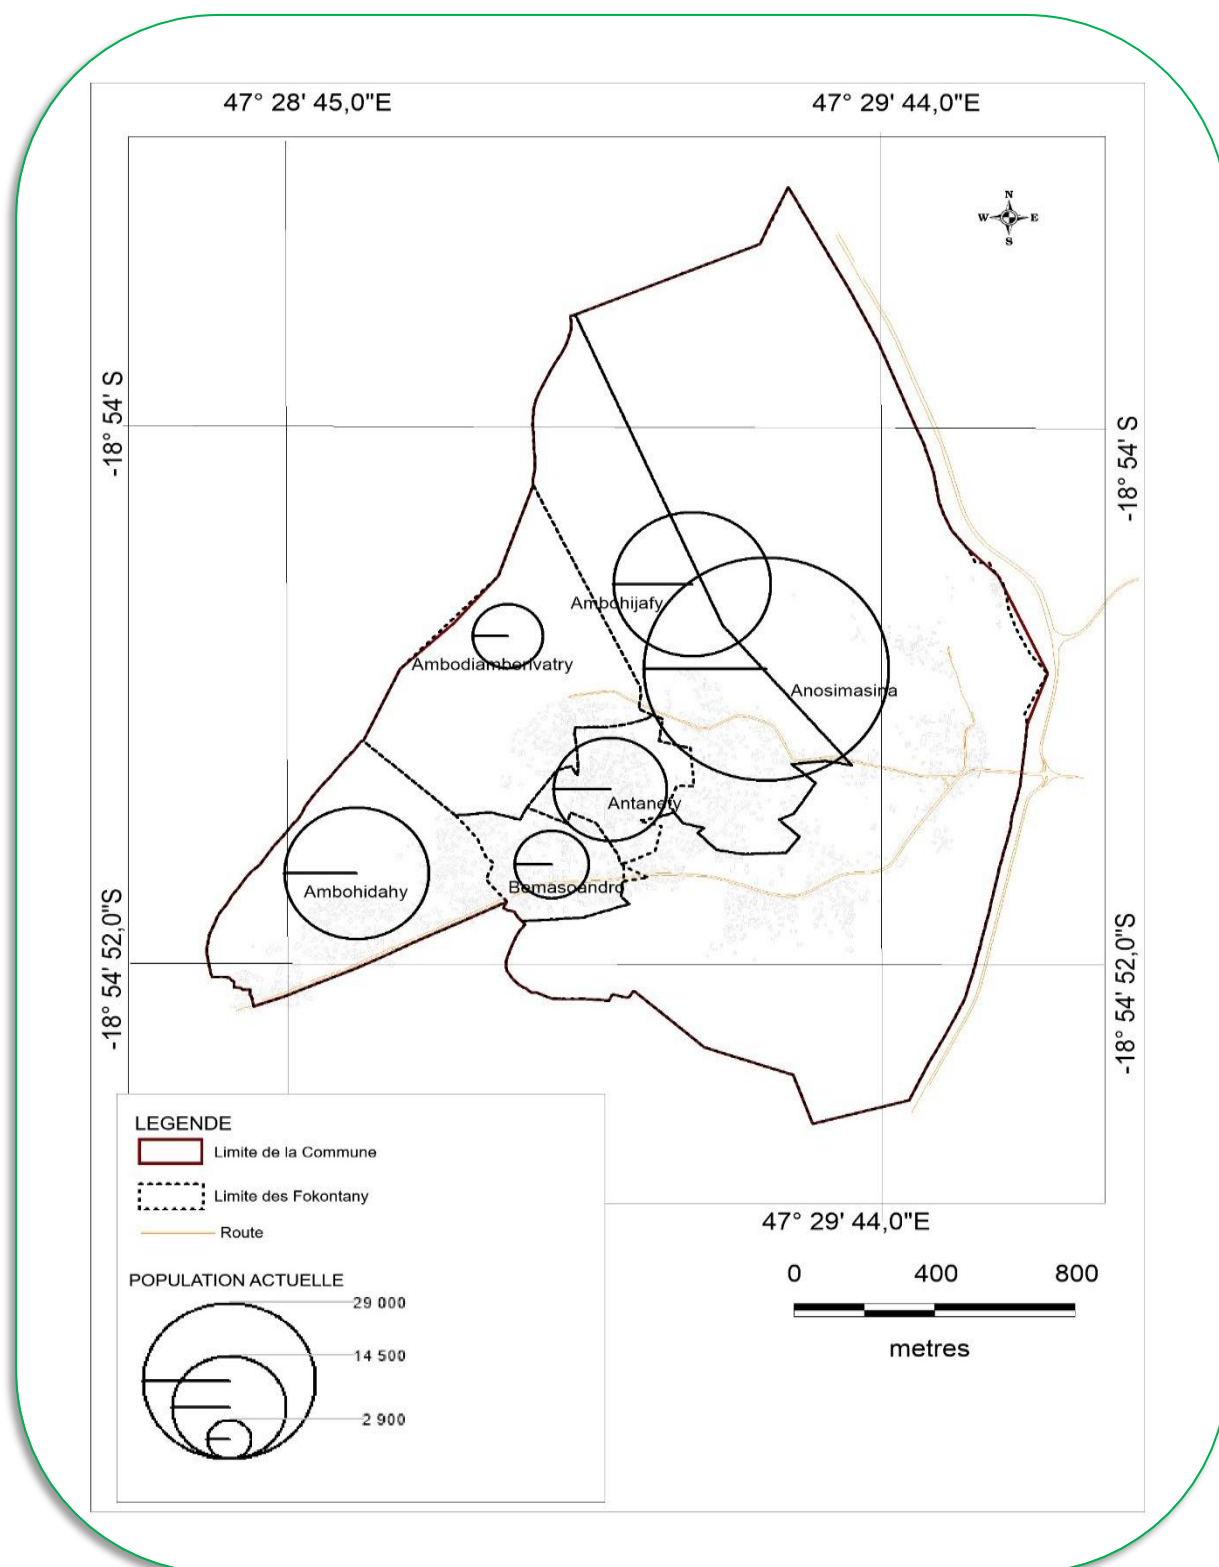 47° 28' 45,0"E
47° 29' 44,0"E
N
W E
S
-18° 54' S
-18° 54' S
Ambohijafy
Ambodiamberivatry
Anosimasina
Antanety
Bemasoandro
Ambohidahy
-18° 54' 52,0"S
-18° 54' 52,0"S
LEGENDE
Limite de la Commune
Limite des Fokontany
Route
POPULATION ACTUELLE
29 000
14 500
2 900
47° 29' 44,0"E
0 400 800
metres